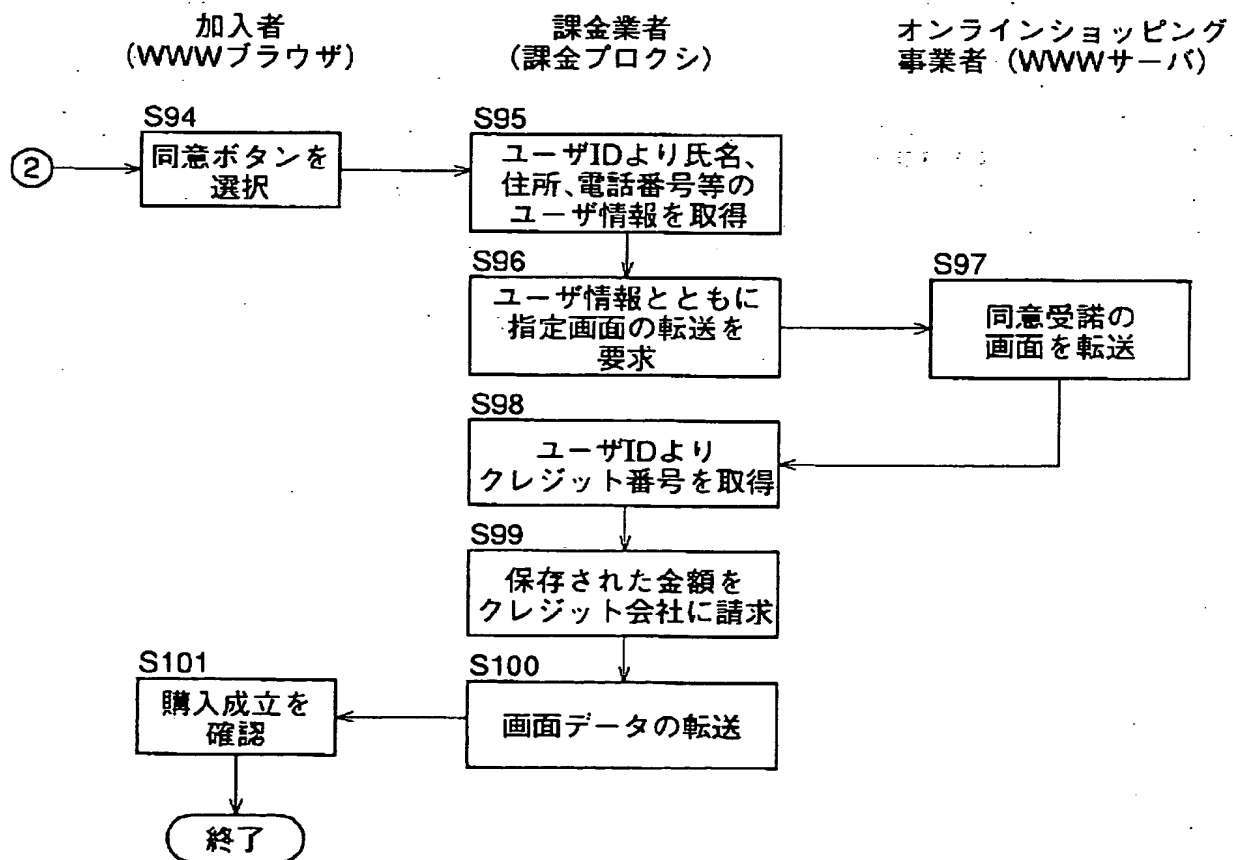 加入者
(WWWブラウザ)
課金業者
(課金プロクシ)
オンラインショッピング
事業者 (WWWサーバ)
②
S94
同意ボタンを
選択
S95
ユーザIDより氏名、
住所、電話番号等の
ユーザ情報を取得
S96
ユーザ情報とともに
指定画面の転送を
要求
S97
同意受諾の
画面を転送
S98
ユーザIDより
クレジット番号を取得
S99
保存された金額を
クレジット会社に請求
S100
画面データの転送
S101
購入成立を
確認
終了